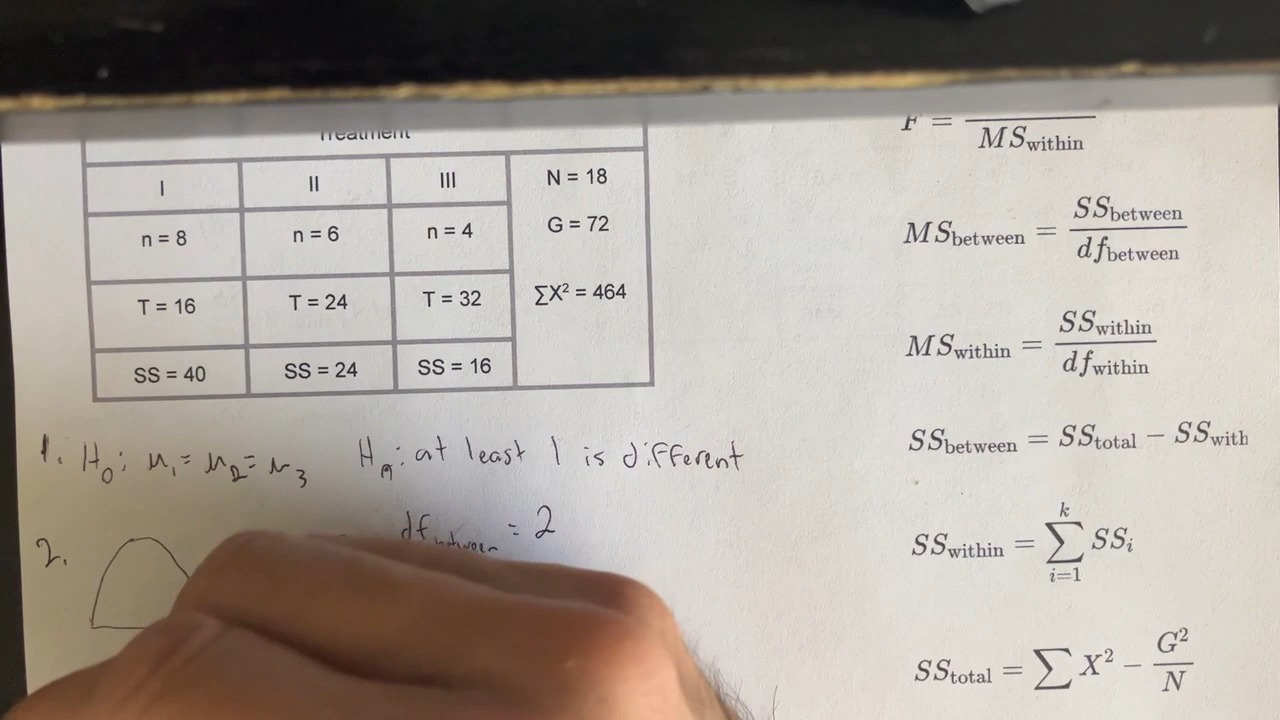 Treatment
I II III N = 18
n = 8 n = 6 n = 4 G = 72
T = 16 T = 24 T = 32 ∑X² = 464
SS = 40 SS = 24 SS = 16
1. H₀: μ₁ = μ₂ = μ₃ Hₐ: at least 1 is different
2. df = 2
F = / MSwithin
MSbetween = SSbetween / dfbetween
MSwithin = SSwithin / dfwithin
SSbetween = SStotal − SSwith
SSwithin = ∑ᵢ₌₁ᵏ SSᵢ
SStotal = ∑ X² − G² / N